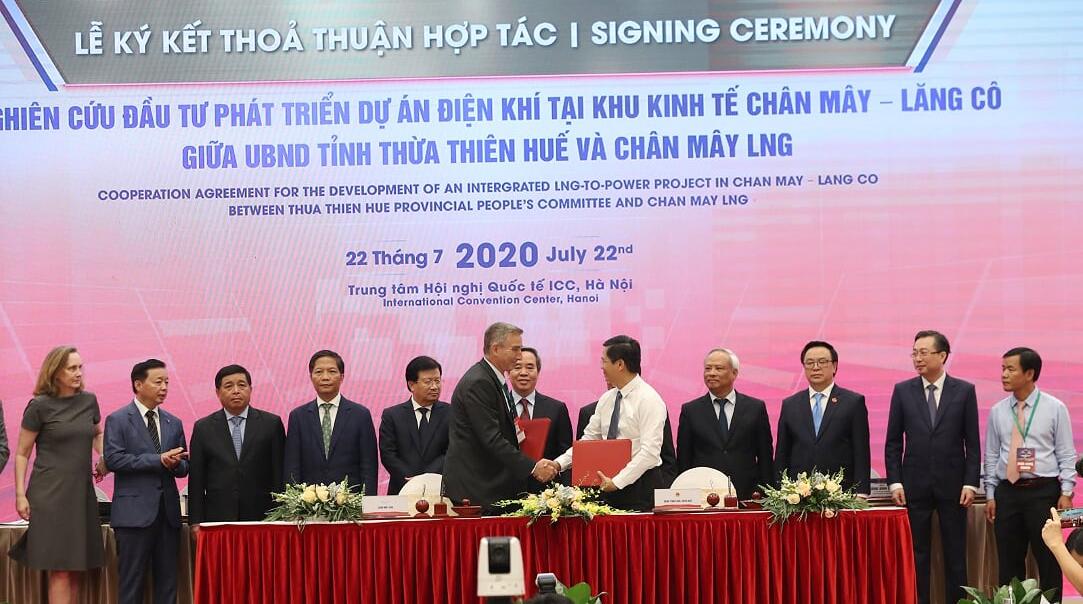 LỄ KÝ KẾT THOẢ THUẬN HỢP TÁC | SIGNING CEREMONY
GHIÊN CỨU ĐẦU TƯ PHÁT TRIỂN DỰ ÁN ĐIỆN KHÍ TẠI KHU KINH TẾ CHÂN MÂY – LĂNG CÔ
GIỮA UBND TỈNH THỪA THIÊN HUẾ VÀ CHÂN MÂY LNG
COOPERATION AGREEMENT FOR THE DEVELOPMENT OF AN INTERGRATED LNG-TO-POWER PROJECT IN CHAN MAY – LANG CO
BETWEEN THUA THIEN HUE PROVINCIAL PEOPLE'S COMMITTEE AND CHAN MAY LNG
22 Tháng 7 2020 July 22nd
Trung tâm Hội nghị Quốc tế ICC, Hà Nội
International Convention Center, Hanoi